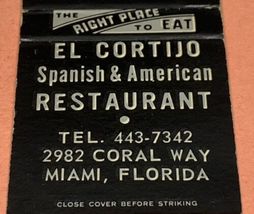 THE RIGHT PLACE TO EAT
EL CORTIJO
Spanish & American
RESTAURANT
TEL. 443-7342
2982 CORAL WAY
MIAMI, FLORIDA
CLOSE COVER BEFORE STRIKING